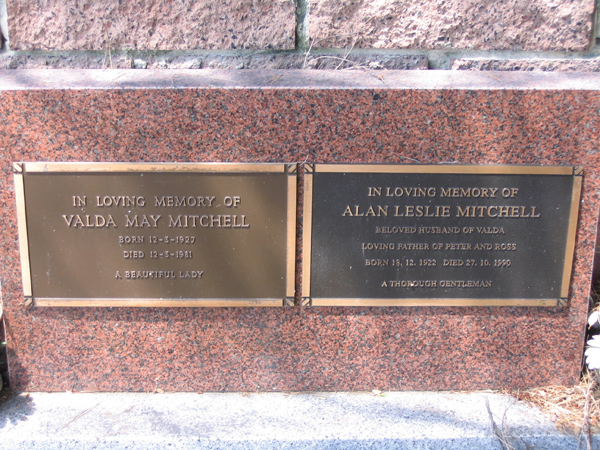 IN LOVING MEMORY OF
VALDA MAY MITCHELL
BORN 12-5-1927
DIED 12-5-1981
A BEAUTIFUL LADY
IN LOVING MEMORY OF
ALAN LESLIE MITCHELL
BELOVED HUSBAND OF VALDA
LOVING FATHER OF PETER AND ROSS
BORN 18. 12. 1922 DIED 27. 10. 1990
A THOROUGH GENTLEMAN